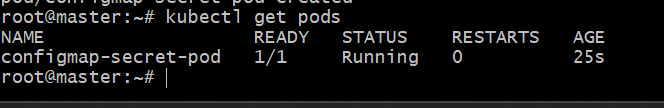 pod/configmap-secret-pod created
root@master:~# kubectl get pods
NAME READY STATUS RESTARTS AGE
configmap-secret-pod 1/1 Running 0 25s
root@master:~#